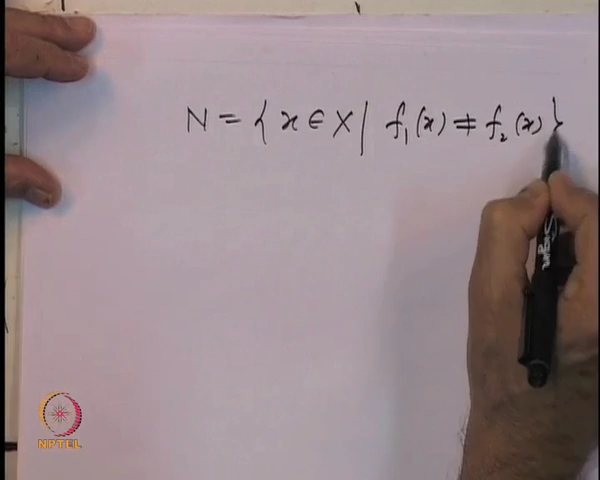 N = { x ∈ X | f₁(x) ≠ f₂(x) }
NPTEL